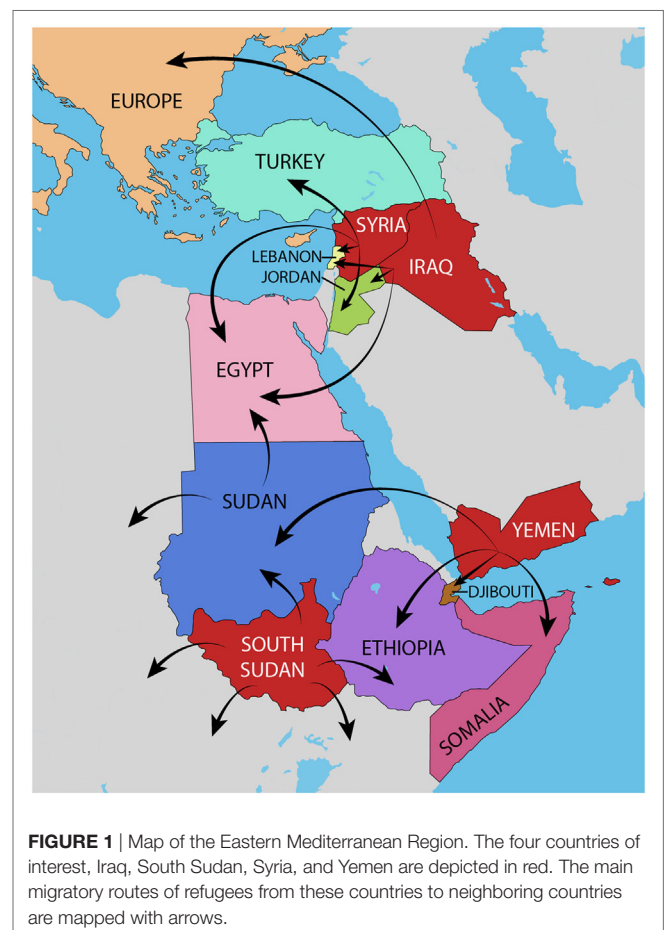 EUROPE
TURKEY
SYRIA
LEBANON
IRAQ
JORDAN
EGYPT
SUDAN
YEMEN
DJIBOUTI
SOUTH
SUDAN
ETHIOPIA
SOMALIA
FIGURE 1 | Map of the Eastern Mediterranean Region. The four countries of
interest, Iraq, South Sudan, Syria, and Yemen are depicted in red. The main
migratory routes of refugees from these countries to neighboring countries
are mapped with arrows.